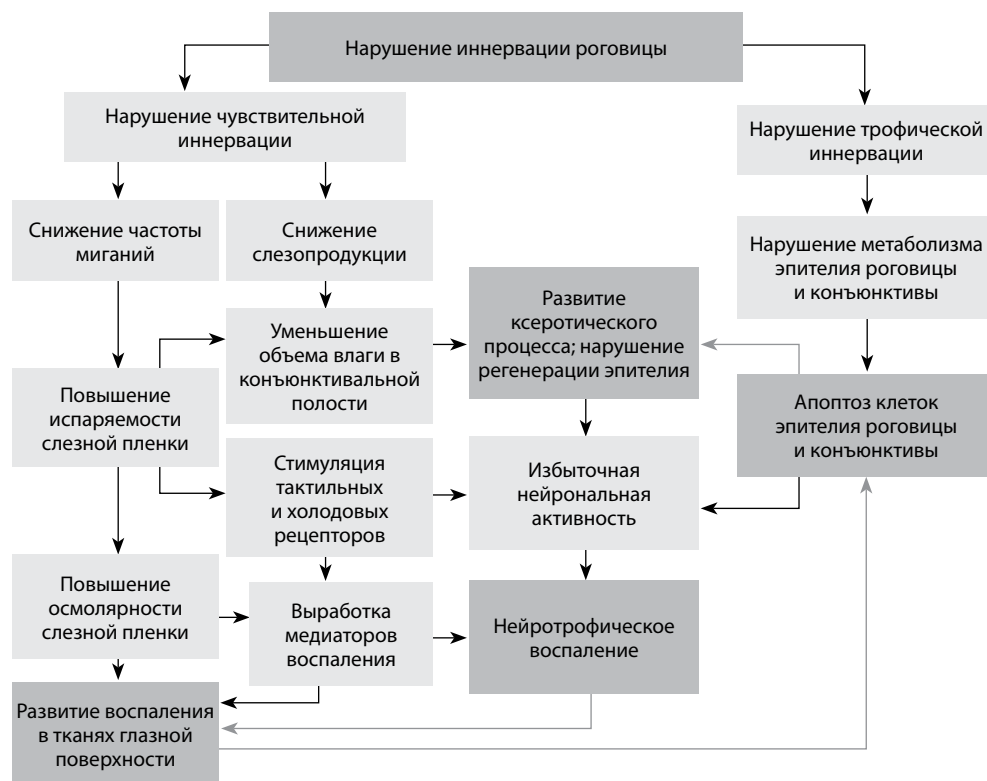 Нарушение иннервации роговицы
Нарушение чувствительной
иннервации
Нарушение трофической
иннервации
Снижение частоты
миганий
Снижение
слезопродукции
Нарушение метаболизма
эпителия роговицы
и конъюнктивы
Развитие
ксеротического
процесса; нарушение
регенерации эпителия
Уменьшение
объема влаги в
конъюнктивальной
полости
Повышение
испаряемости
слезной пленки
Апоптоз клеток
эпителия роговицы
и конъюнктивы
Стимуляция
тактильных
и холодовых
рецепторов
Избыточная
нейрональная
активность
Повышение
осмолярности
слезной пленки
Выработка
медиаторов
воспаления
Нейротрофическое
воспаление
Развитие воспаления
в тканях глазной
поверхности